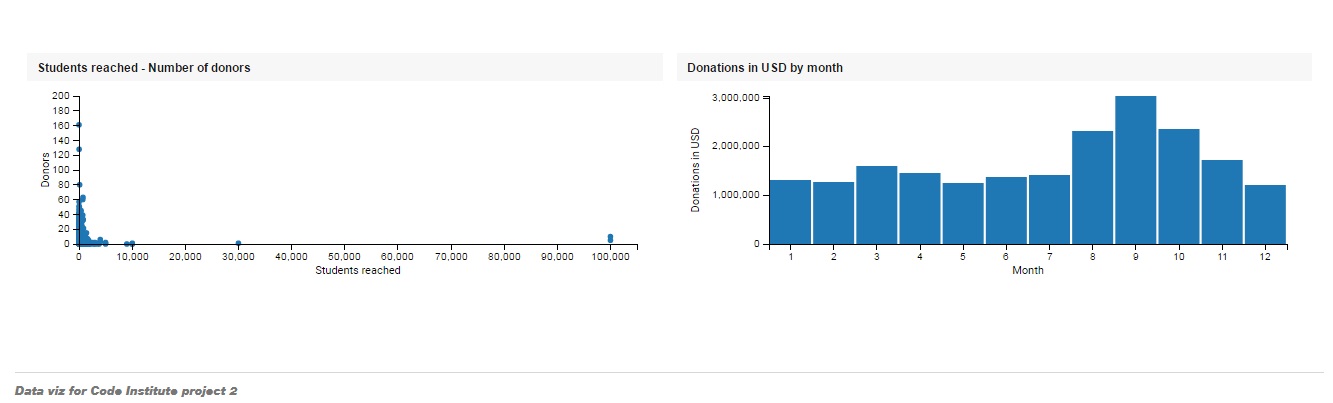 Students reached - Number of donors
200
180
160
140
120
100
80
60
40
20
0
Donors
0 10,000 20,000 30,000 40,000 50,000 60,000 70,000 80,000 90,000 100,000
Students reached
Donations in USD by month
3,000,000
2,000,000
1,000,000
0
Donations in USD
1 2 3 4 5 6 7 8 9 10 11 12
Month
Data viz for Code Institute project 2